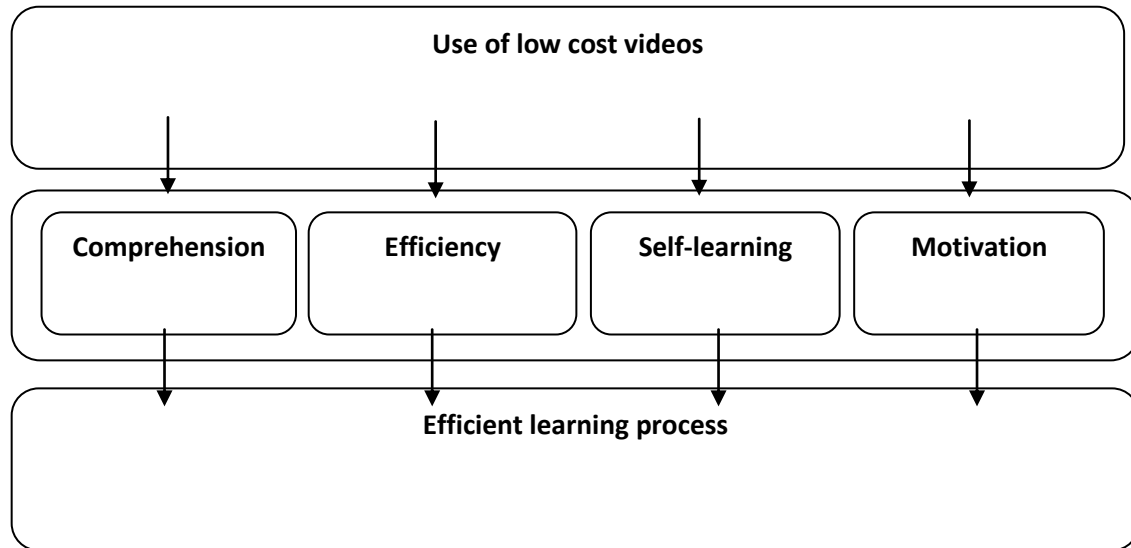 Use of low cost videos
Comprehension
Efficiency
Self-learning
Motivation
Efficient learning process